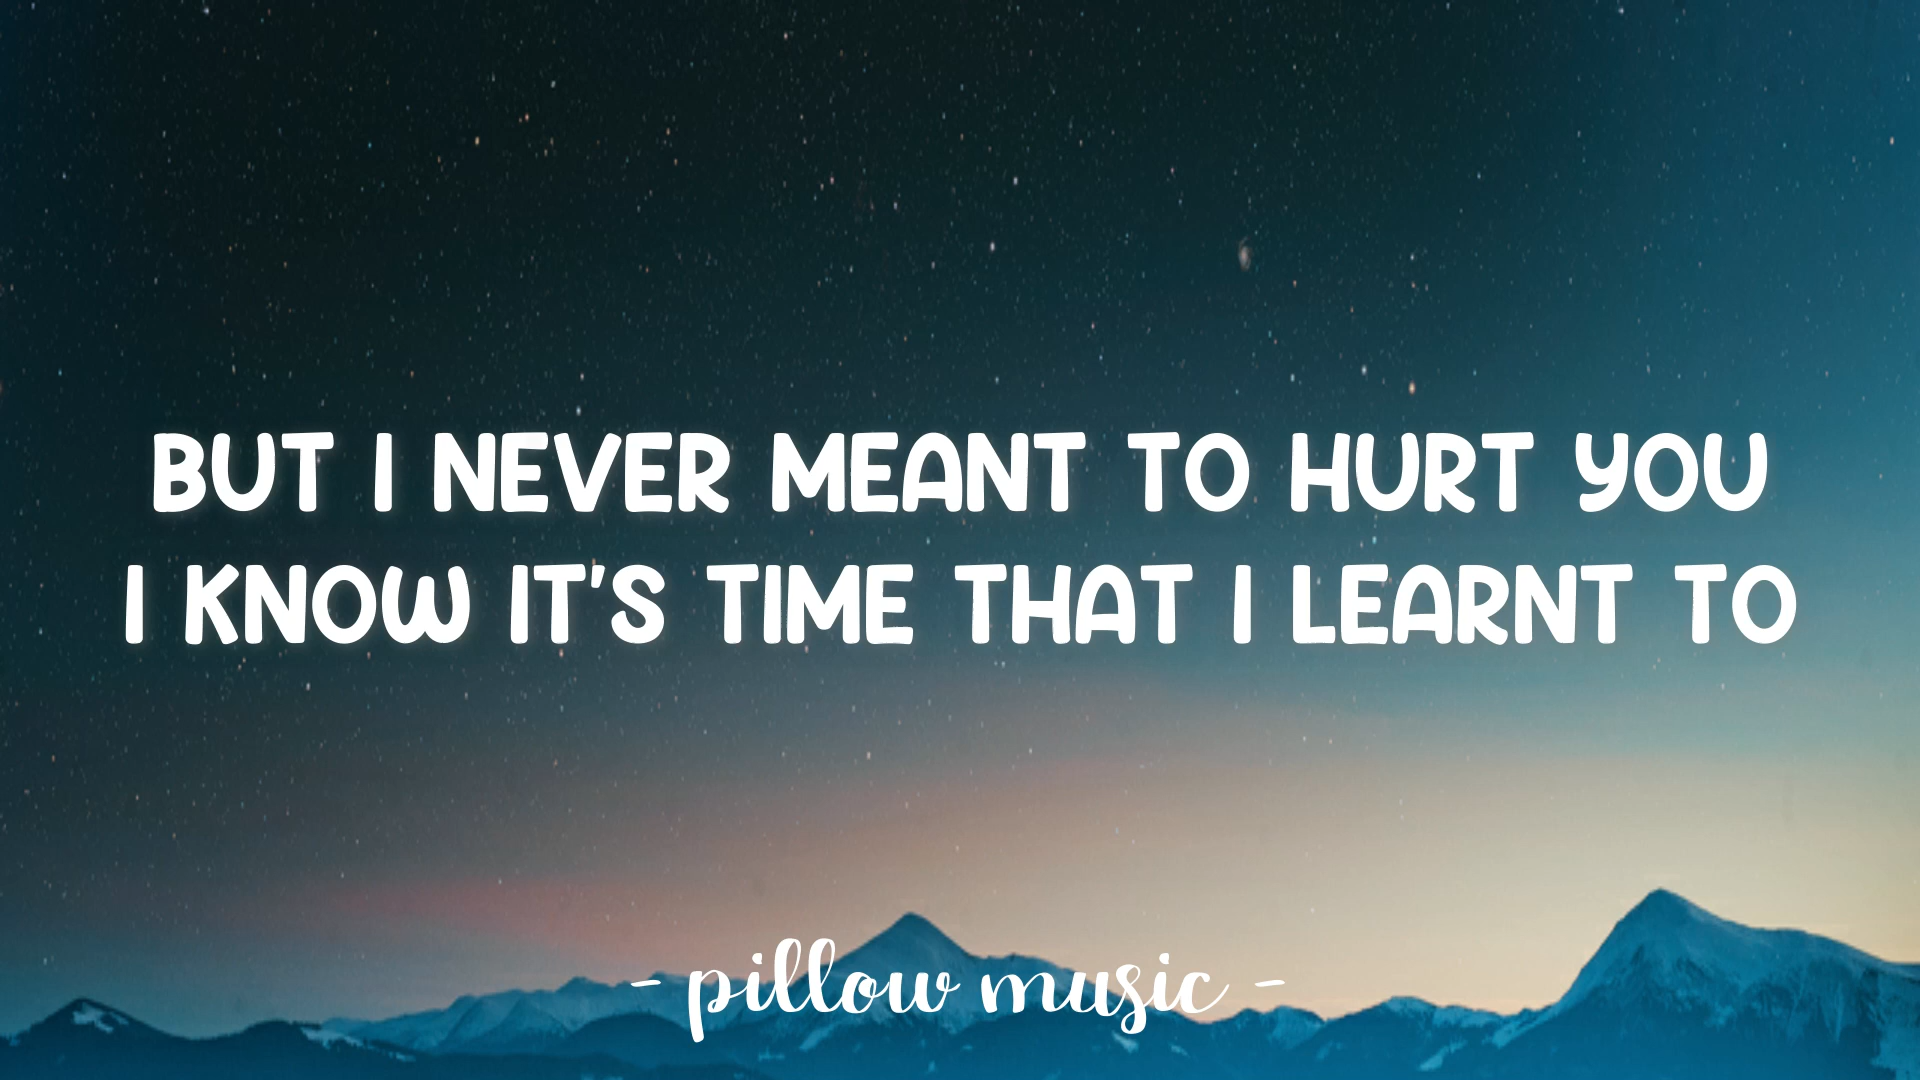 BUT I NEVER MEANT TO HURT YOU
I KNOW IT'S TIME THAT I LEARNT TO
- pillow music -